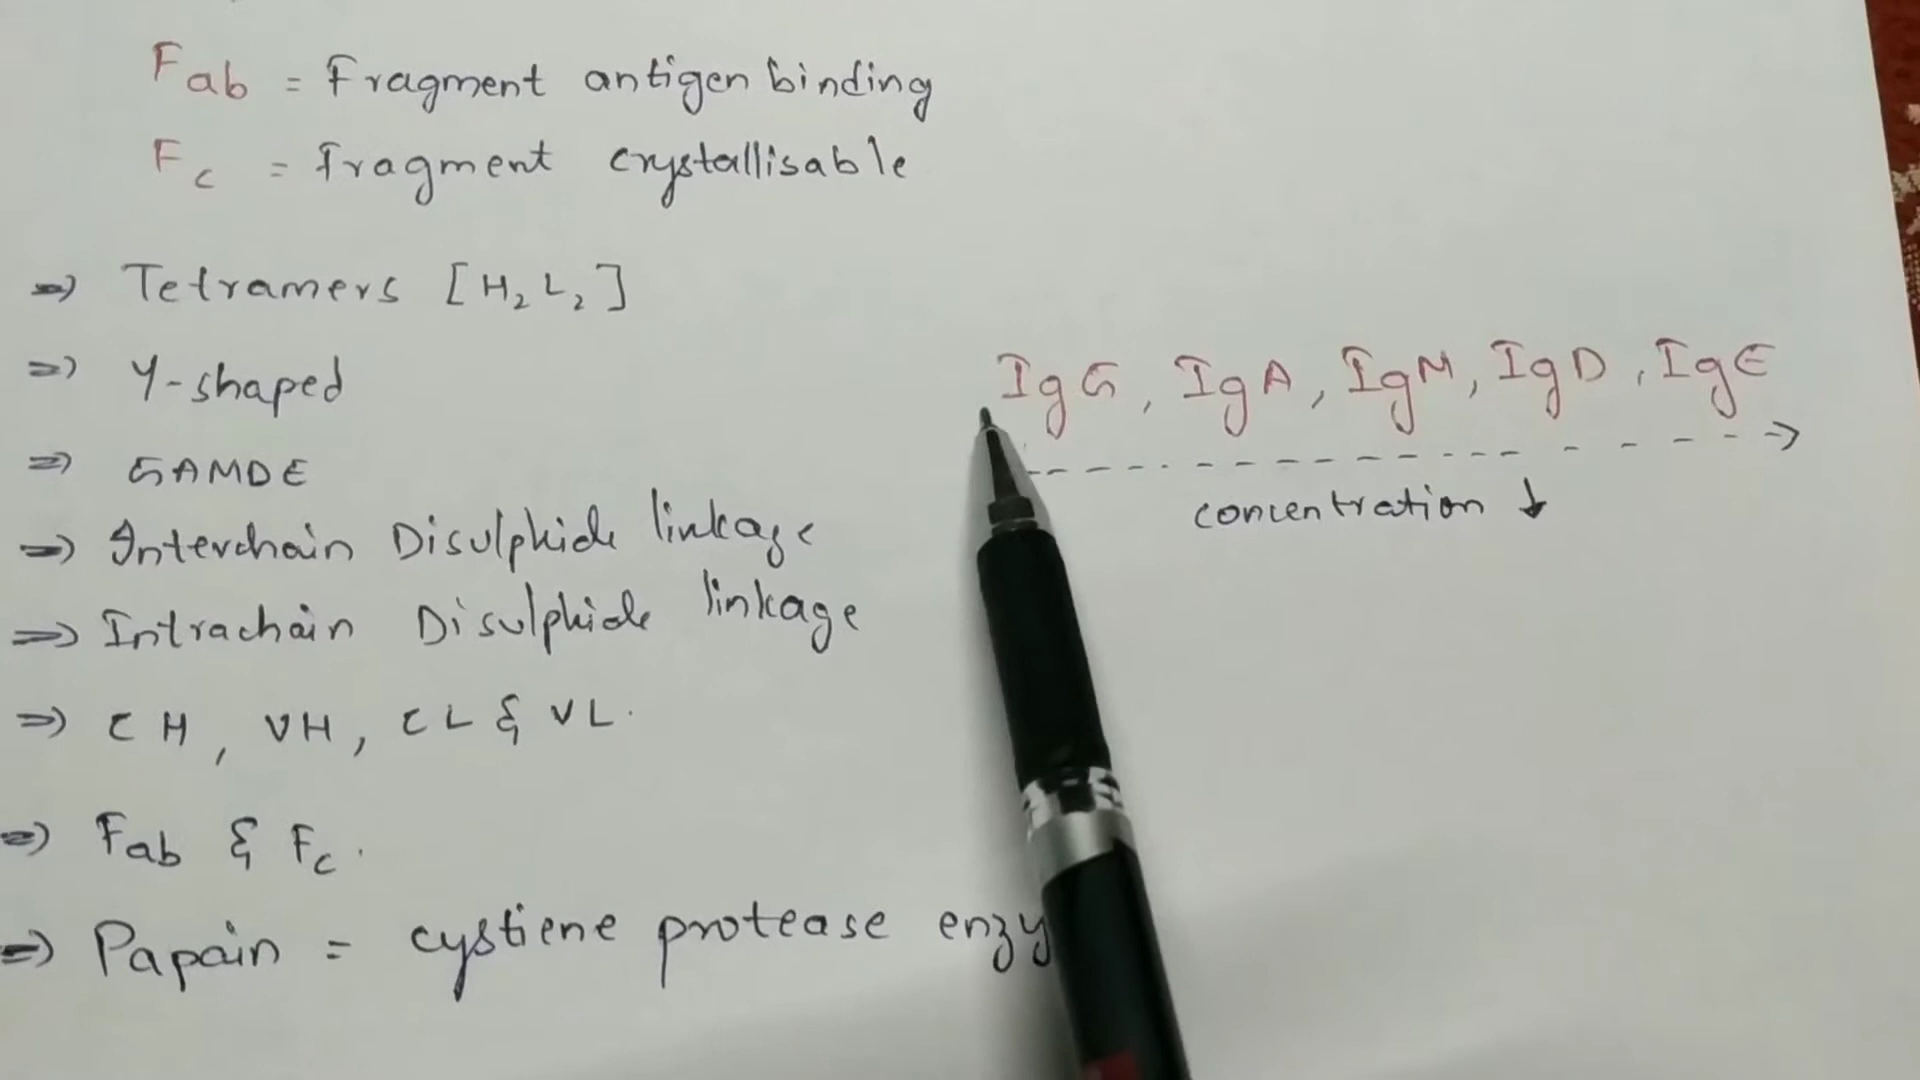 Fab = Fragment antigen binding
Fc = Fragment crystallisable
⇒ Tetramers [H₂L₂]
⇒ Y-shaped
⇒ GAMDE
⇒ Interchain Disulphide linkage
⇒ Intrachain Disulphide linkage
⇒ CH, VH, CL & VL.
⇒ Fab & Fc.
⇒ Papain = cystiene protease enzy
IgG, IgA, IgM, IgD, IgE
concentration ↓